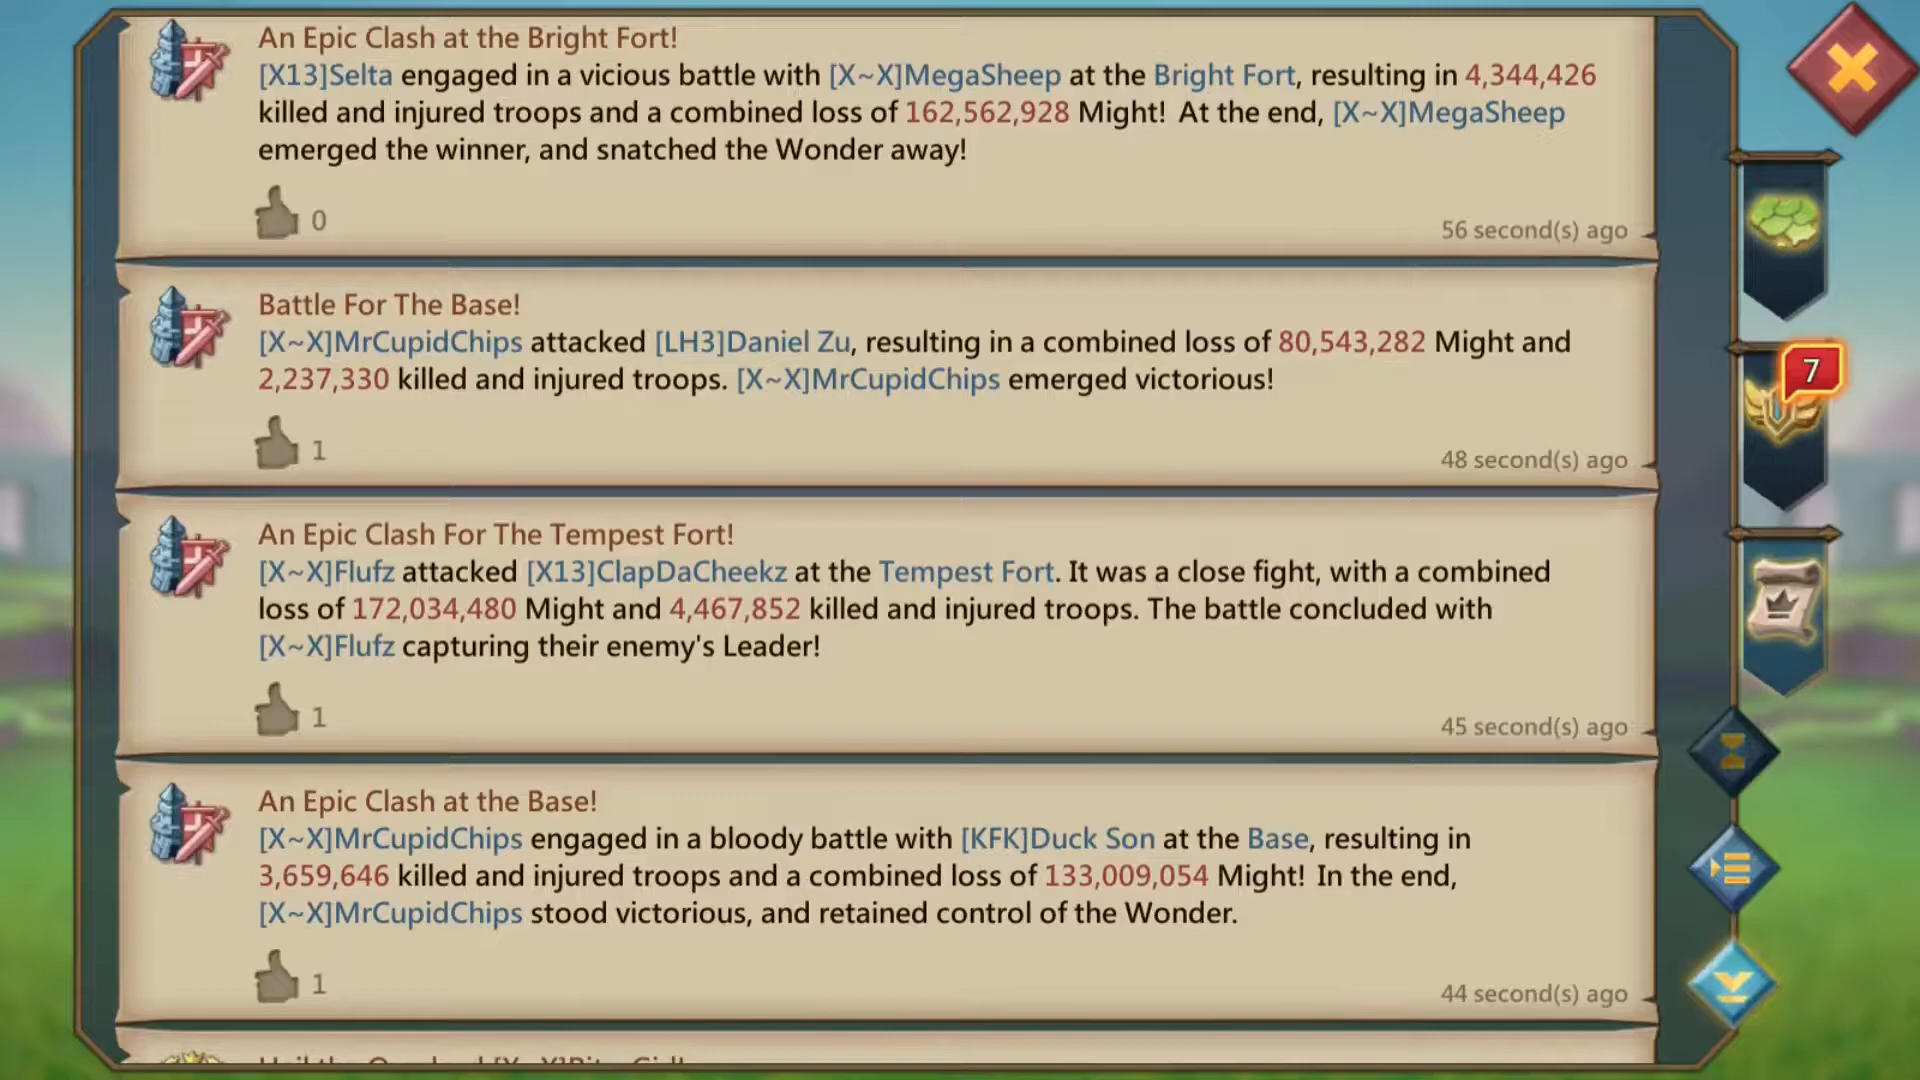 An Epic Clash at the Bright Fort!
[X13]Selta engaged in a vicious battle with [X~X]MegaSheep at the Bright Fort, resulting in 4,344,426
killed and injured troops and a combined loss of 162,562,928 Might! At the end, [X~X]MegaSheep
emerged the winner, and snatched the Wonder away!
0
56 second(s) ago
Battle For The Base!
[X~X]MrCupidChips attacked [LH3]Daniel Zu, resulting in a combined loss of 80,543,282 Might and
2,237,330 killed and injured troops. [X~X]MrCupidChips emerged victorious!
1
48 second(s) ago
An Epic Clash For The Tempest Fort!
[X~X]Flufz attacked [X13]ClapDaCheekz at the Tempest Fort. It was a close fight, with a combined
loss of 172,034,480 Might and 4,467,852 killed and injured troops. The battle concluded with
[X~X]Flufz capturing their enemy's Leader!
1
45 second(s) ago
An Epic Clash at the Base!
[X~X]MrCupidChips engaged in a bloody battle with [KFK]Duck Son at the Base, resulting in
3,659,646 killed and injured troops and a combined loss of 133,009,054 Might! In the end,
[X~X]MrCupidChips stood victorious, and retained control of the Wonder.
1
44 second(s) ago
7